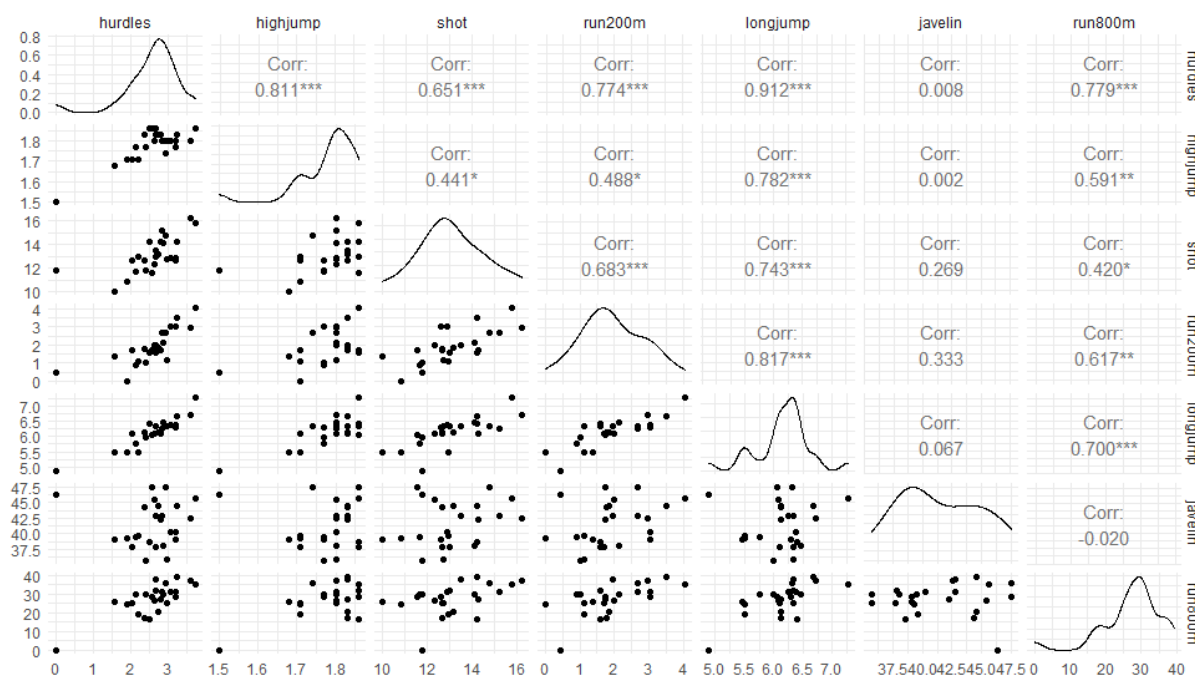 hurdles highjump shot run200m longjump javelin run800m
0.8
0.6
0.4
0.2
0.0
Corr:
0.811***
Corr:
0.651***
Corr:
0.774***
Corr:
0.912***
Corr:
0.008
Corr:
0.779***
hurdles
1.8
1.7
1.6
1.5
Corr:
0.441*
Corr:
0.488*
Corr:
0.782***
Corr:
0.002
Corr:
0.591**
highjump
16
14
12
10
Corr:
0.683***
Corr:
0.743***
Corr:
0.269
Corr:
0.420*
shot
4
3
2
1
0
Corr:
0.817***
Corr:
0.333
Corr:
0.617**
run200m
7.0
6.5
6.0
5.5
5.0
Corr:
0.067
Corr:
0.700***
longjump
47.5
45.0
42.5
40.0
37.5
Corr:
-0.020
javelin
40
30
20
10
0
run800m
0 1 2 3 1.5 1.6 1.7 1.8 10 12 14 16 0 1 2 3 4 5.0 5.5 6.0 6.5 7.0 37.5 40.0 42.5 45.0 47.5 0 10 20 30 40